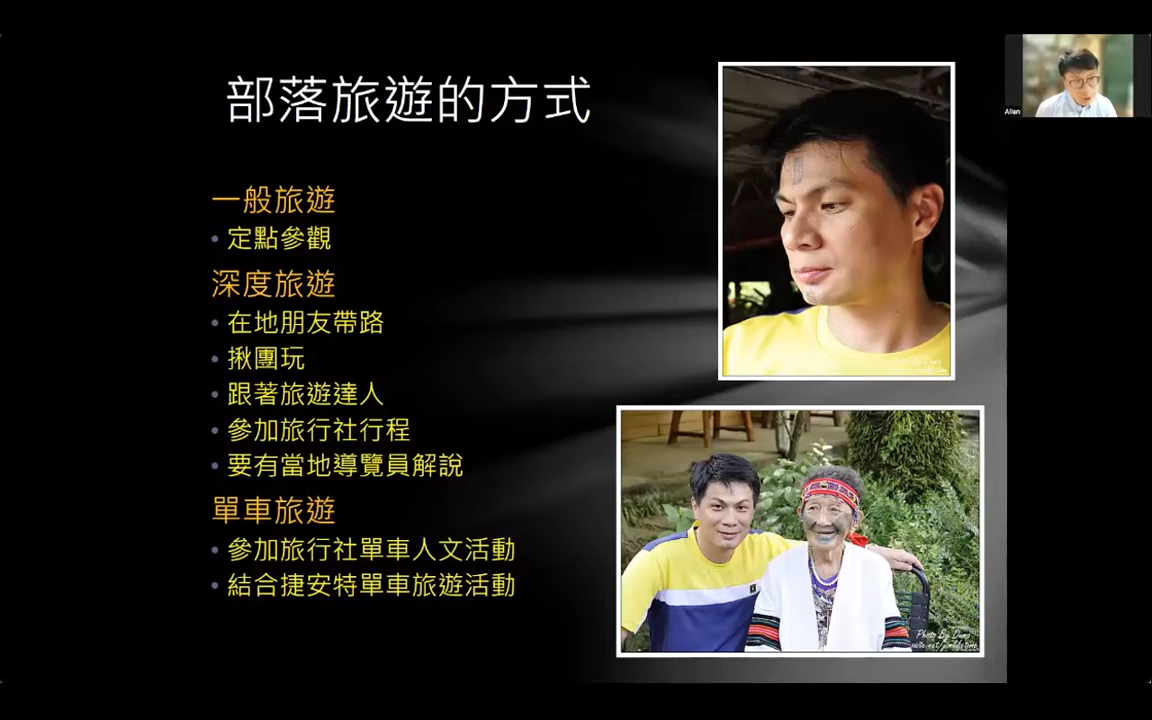 部落旅遊的方式
一般旅遊
• 定點參觀
深度旅遊
• 在地朋友帶路
• 揪團玩
• 跟著旅遊達人
• 參加旅行社行程
• 要有當地導覽員解說
單車旅遊
• 參加旅行社單車人文活動
• 結合捷安特單車旅遊活動
Allen
Photo By Dama